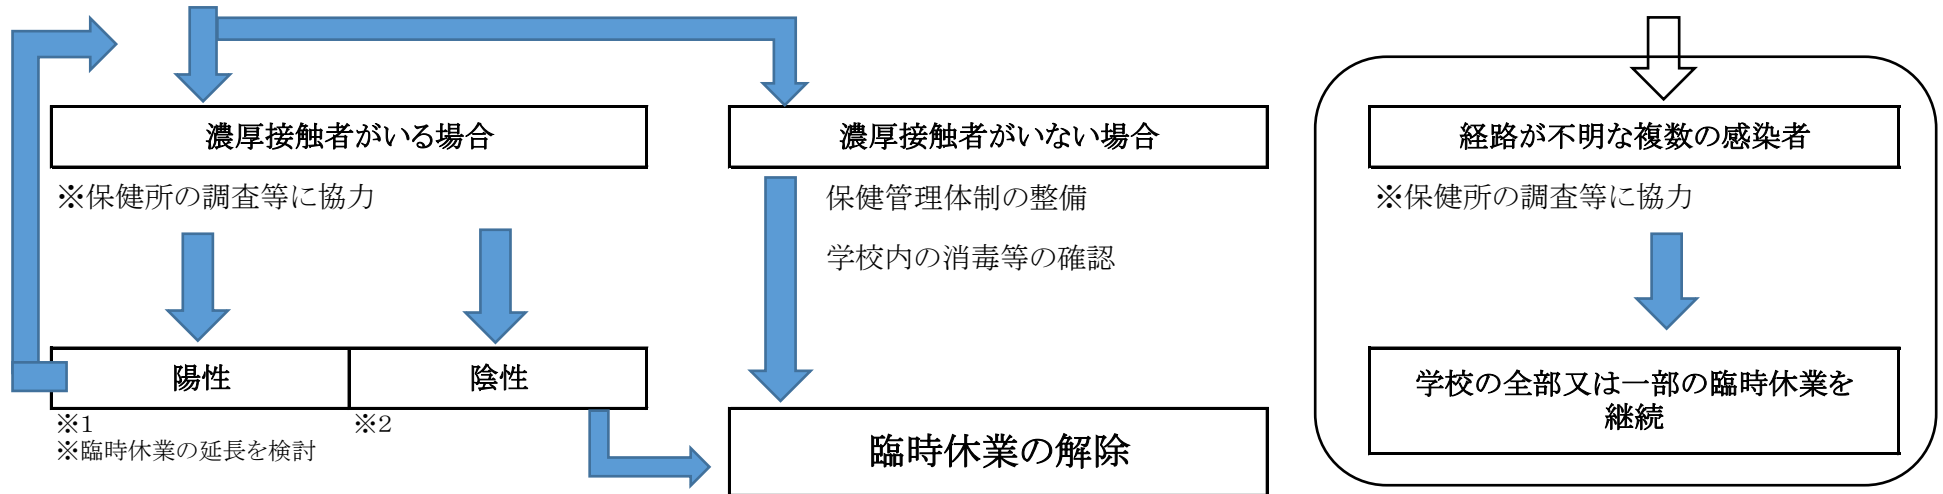 濃厚接触者がいる場合
濃厚接触者がいない場合
経路が不明な複数の感染者
※保健所の調査等に協力
保健管理体制の整備
学校内の消毒等の確認
※保健所の調査等に協力
陽性
陰性
学校の全部又は一部の臨時休業を
継続
※1
※2
※臨時休業の延長を検討
臨時休業の解除